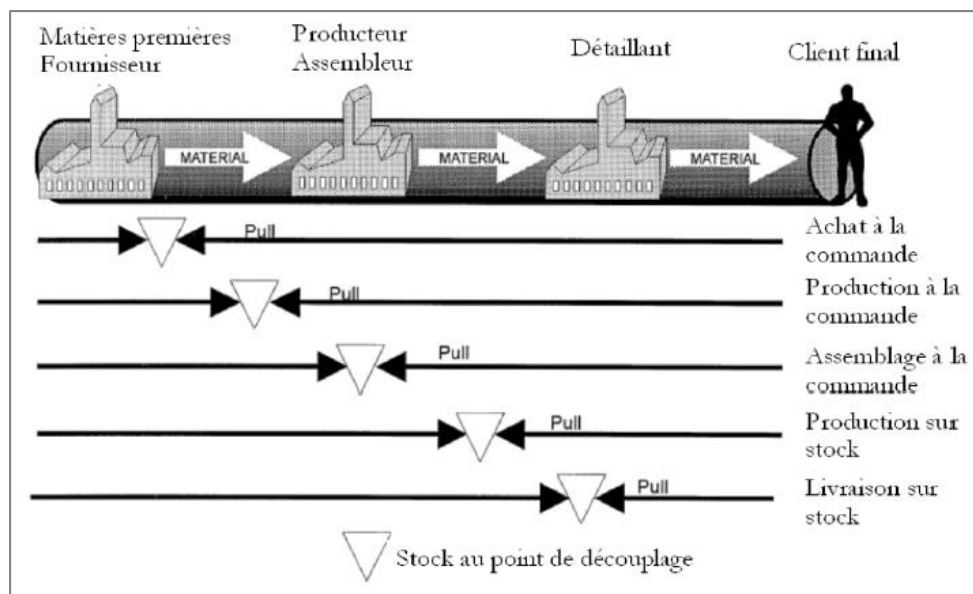 Matières premières
Fournisseur
Producteur
Assembleur
Détaillant
Client final
MATERIAL
MATERIAL
MATERIAL
Pull
Achat à la
commande
Pull
Production à la
commande
Pull
Assemblage à la
commande
Pull
Production sur
stock
Pull
Livraison sur
stock
Stock au point de découplage